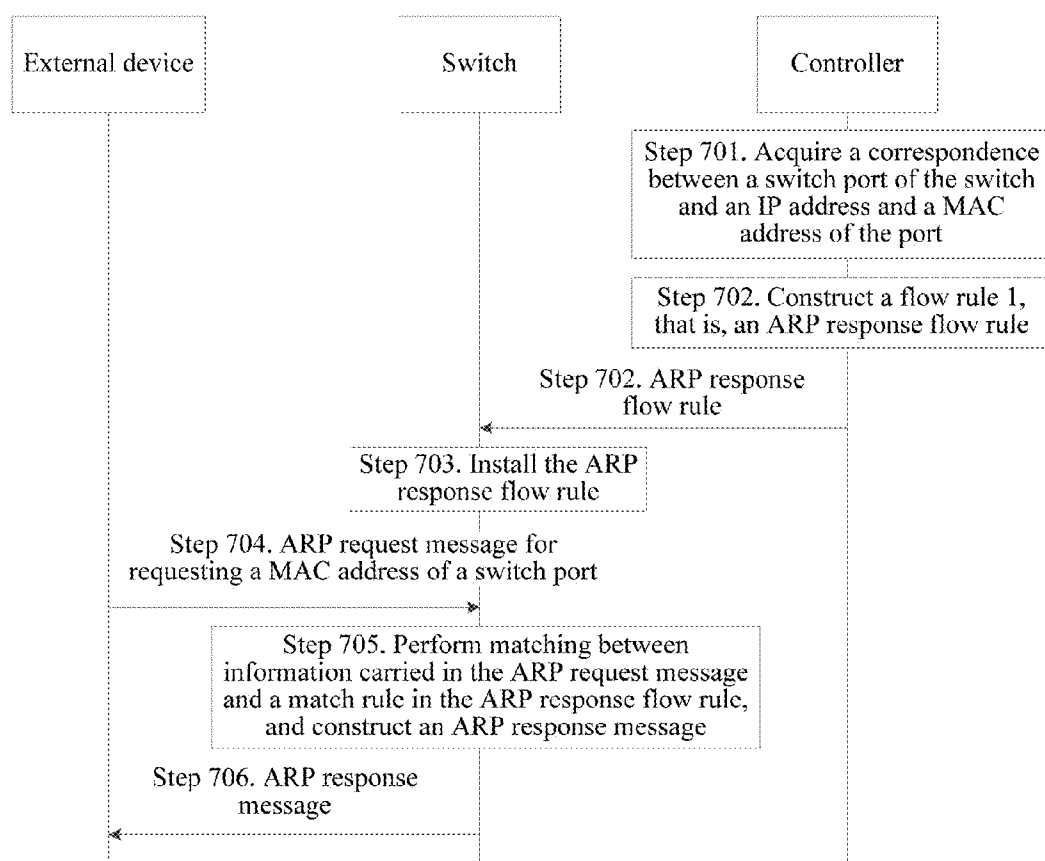 External device
Switch
Controller
Step 701. Acquire a correspondence
between a switch port of the switch
and an IP address and a MAC
address of the port
Step 702. Construct a flow rule 1,
that is, an ARP response flow rule
Step 702. ARP response
flow rule
Step 703. Install the ARP
response flow rule
Step 704. ARP request message for
requesting a MAC address of a switch port
Step 705. Perform matching between
information carried in the ARP request message
and a match rule in the ARP response flow rule,
and construct an ARP response message
Step 706. ARP response
message